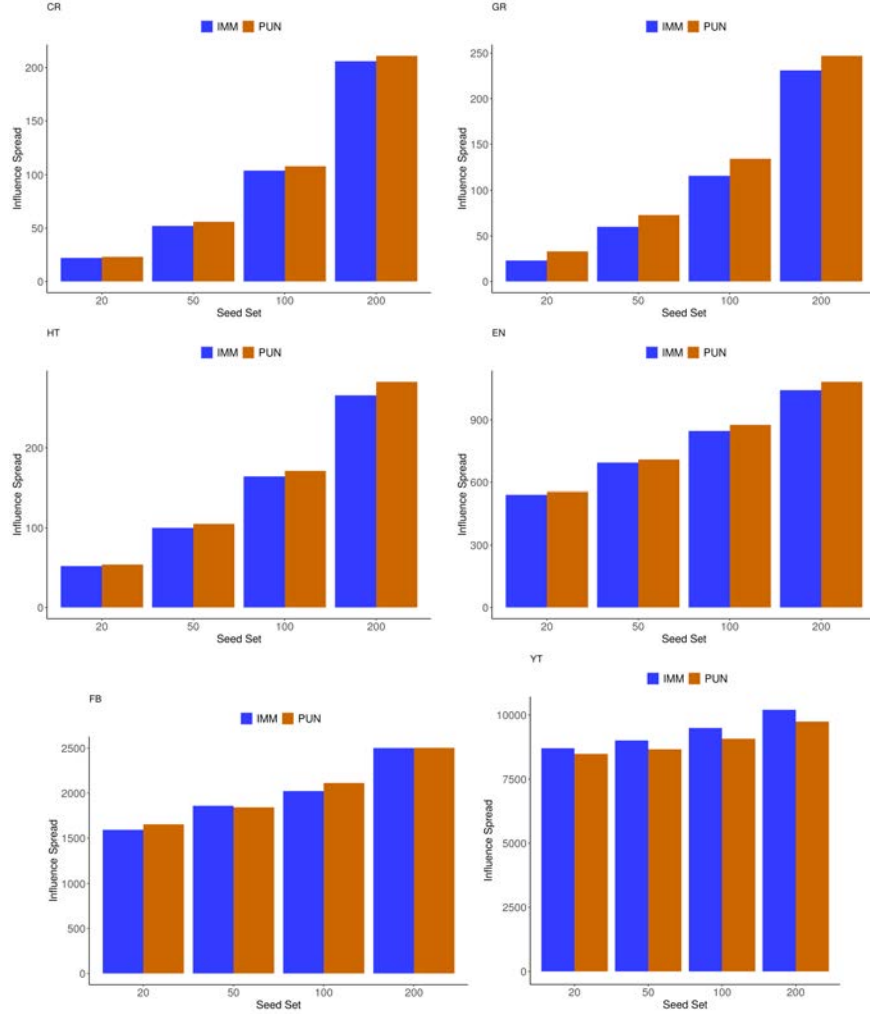 CR
IMM PUN
Influence Spread
200
150
100
50
0
20 50 100 200
Seed Set
GR
IMM PUN
Influence Spread
250
200
150
100
50
0
20 50 100 200
Seed Set
HT
IMM PUN
Influence Spread
200
100
0
20 50 100 200
Seed Set
EN
IMM PUN
Influence Spread
900
600
300
0
20 50 100 200
Seed Set
FB
IMM PUN
Influence Spread
2500
2000
1500
1000
500
0
20 50 100 200
Seed Set
YT
IMM PUN
Influence Spread
10000
7500
5000
2500
0
20 50 100 200
Seed Set